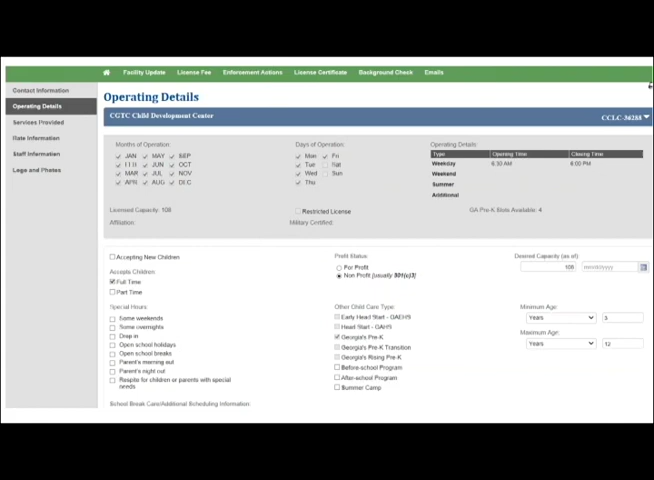 Facility Update License Fee Enforcement Actions License Certificate Background Check Emails
Contact Information
Operating Details
Services Provided
Rate Information
Staff Information
Logo and Photos
Operating Details
CGTC Child Development Center CCLC-36288
Months of Operation: Days of Operation: Operating Details:
JAN MAY SEP Mon Fri Type Opening Time Closing Time
JUN OCT Tue Sat Weekday 6:30 AM 6:00 PM
MAR JUL NOV Wed Sun Weekend
APR AUG DEC Thu Summer
Additional
Licensed Capacity: 108 Restricted License GA Pre-K Slots Available: 4
Affiliation: Military Certified:
Accepting New Children Profit Status: Desired Capacity (as of)
Accepts Children: For Profit 108 mm/dd/yyyy
Full Time Non Profit (usually 501(c)3)
Part Time
Special Hours Other Child Care Type: Minimum Age:
Some weekends Early Head Start - GAEHS Years
Some overnights Head Start - GAHS
Drop in Georgia's Pre-K Maximum Age:
Open school holidays Georgia's Pre-K Transition Years 12
Open school breaks Georgia's Rising Pre-K
Parent's morning out Before-school Program
Parent's night out After-school Program
Respite for children or parents with special needs Summer Camp
School Break Care/Additional Scheduling Information: